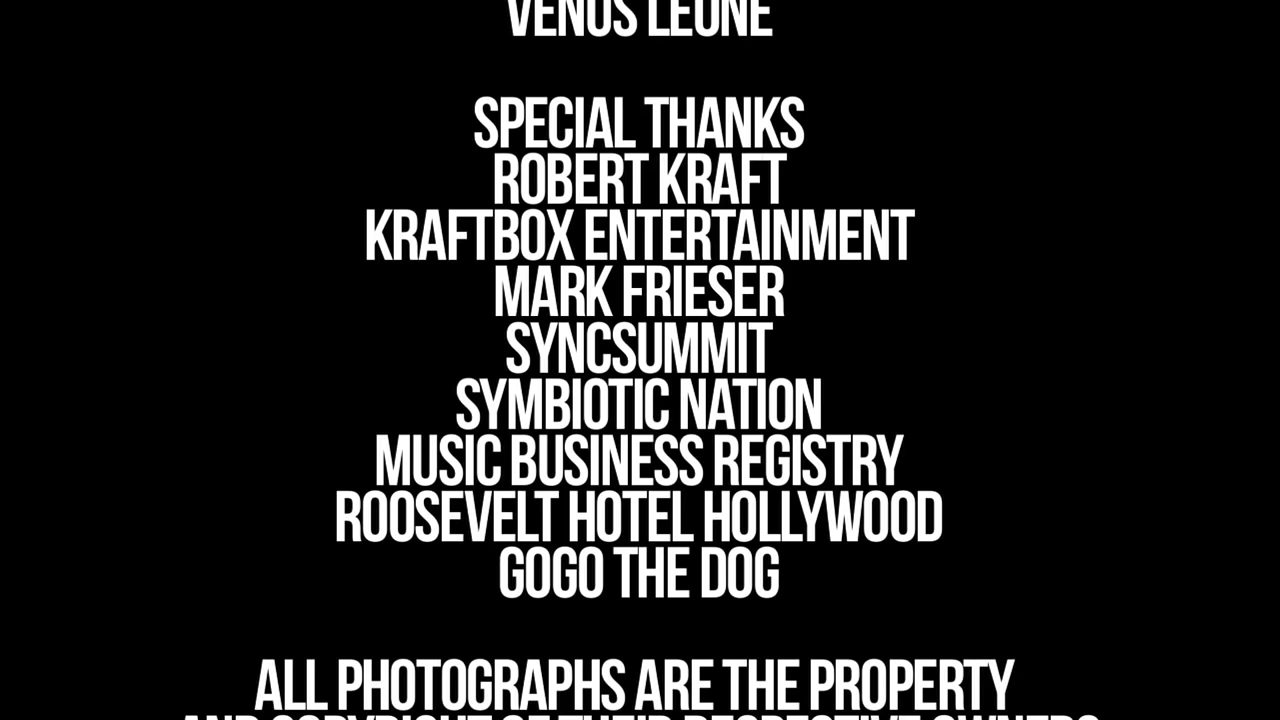 VENUS LEONE
SPECIAL THANKS
ROBERT KRAFT
KRAFTBOX ENTERTAINMENT
MARK FRIESER
SYNCSUMMIT
SYMBIOTIC NATION
MUSIC BUSINESS REGISTRY
ROOSEVELT HOTEL HOLLYWOOD
GOGO THE DOG
ALL PHOTOGRAPHS ARE THE PROPERTY
AND COPYRIGHT OF THEIR RESPECTIVE OWNERS